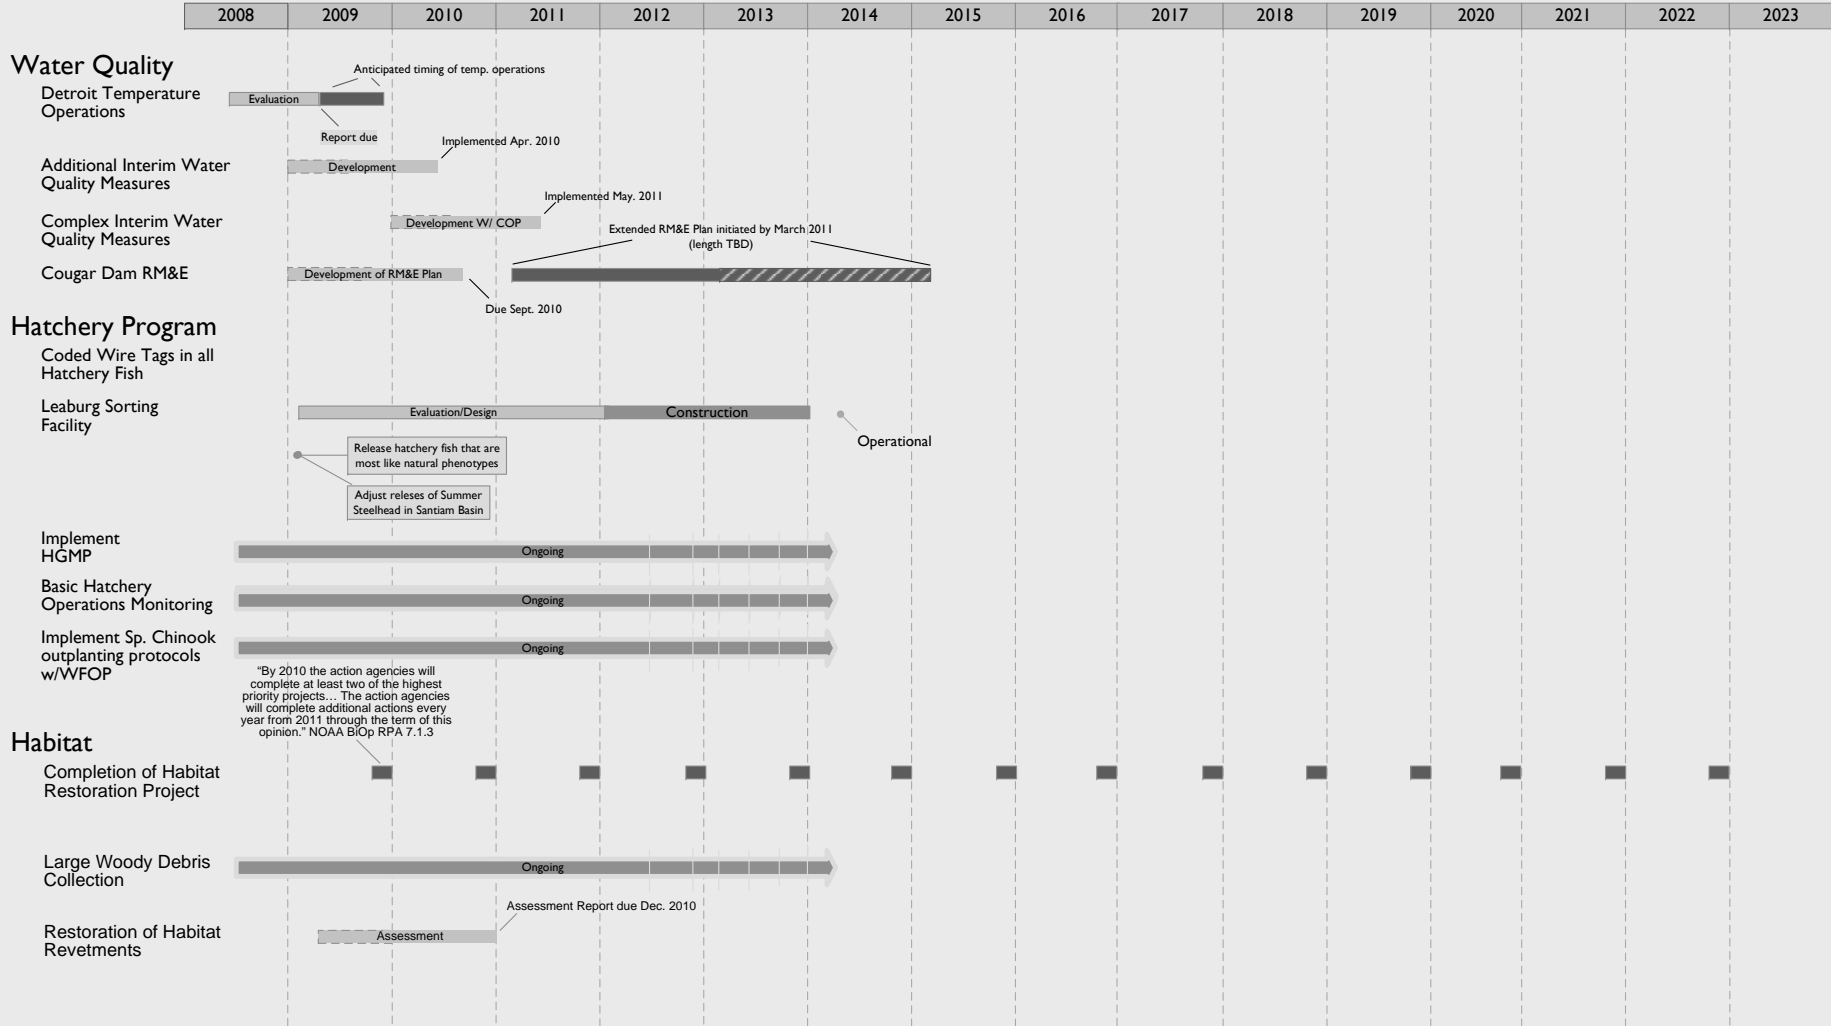 2008 2009 2010 2011 2012 2013 2014 2015 2016 2017 2018 2019 2020 2021 2022 2023
Water Quality
Anticipated timing of temp. operations
Detroit Temperature
Operations
Evaluation
Report due
Implemented Apr. 2010
Additional Interim Water
Quality Measures
Development
Implemented May. 2011
Complex Interim Water
Quality Measures
Development W/ COP
Extended RM&E Plan initiated by March 2011
(length TBD)
Cougar Dam RM&E
Development of RM&E Plan
Due Sept. 2010
Hatchery Program
Coded Wire Tags in all
Hatchery Fish
Leaburg Sorting
Facility
Evaluation/Design
Construction
Operational
Release hatchery fish that are
most like natural phenotypes
Adjust releses of Summer
Steelhead in Santiam Basin
Implement
HGMP
Ongoing
Basic Hatchery
Operations Monitoring
Ongoing
Implement Sp. Chinook
outplanting protocols
w/WFOP
Ongoing
“By 2010 the action agencies will
complete at least two of the highest
priority projects… The action agencies
will complete additional actions every
year from 2011 through the term of this
opinion.” NOAA BiOp RPA 7.1.3
Habitat
Completion of Habitat
Restoration Project
Large Woody Debris
Collection
Ongoing
Assessment Report due Dec. 2010
Restoration of Habitat
Revetments
Assessment